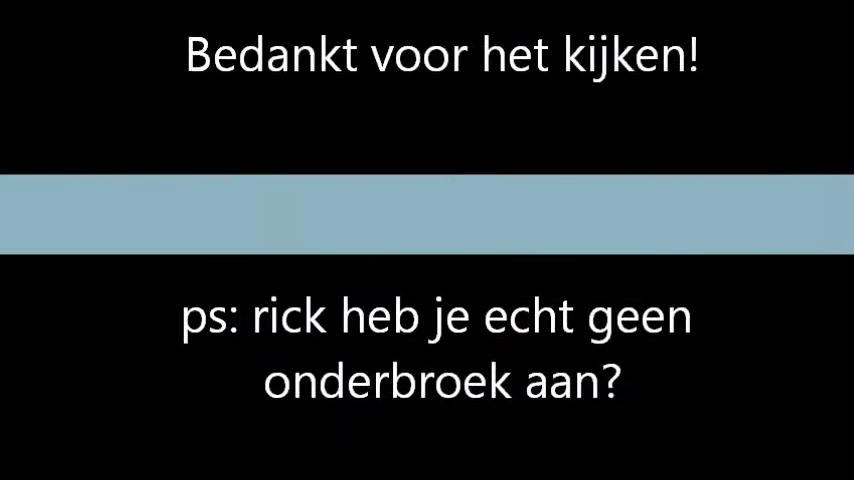 Bedankt voor het kijken!
ps: rick heb je echt geen
onderbroek aan?